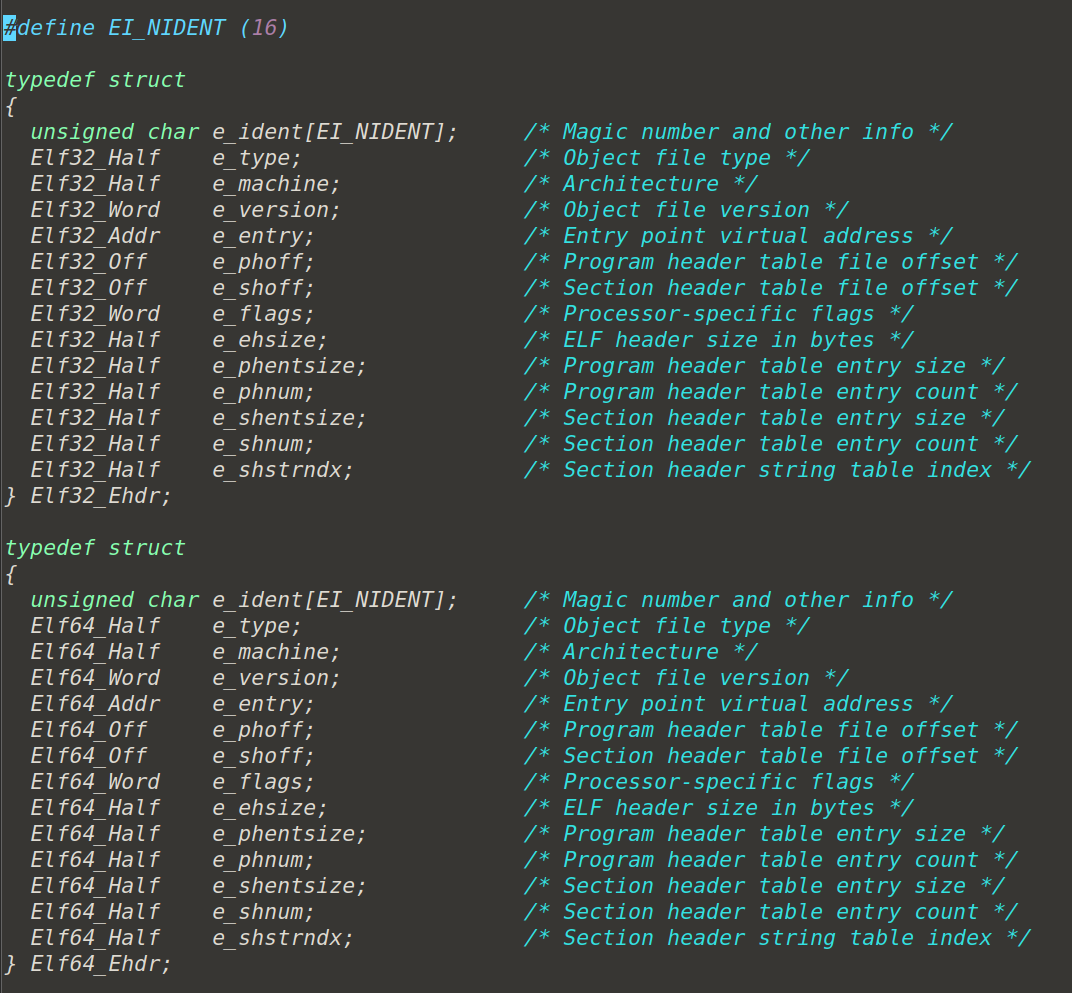 #define EI_NIDENT (16)

typedef struct
{
  unsigned char e_ident[EI_NIDENT];     /* Magic number and other info */
  Elf32_Half    e_type;                 /* Object file type */
  Elf32_Half    e_machine;              /* Architecture */
  Elf32_Word    e_version;              /* Object file version */
  Elf32_Addr    e_entry;                /* Entry point virtual address */
  Elf32_Off     e_phoff;                /* Program header table file offset */
  Elf32_Off     e_shoff;                /* Section header table file offset */
  Elf32_Word    e_flags;                /* Processor-specific flags */
  Elf32_Half    e_ehsize;               /* ELF header size in bytes */
  Elf32_Half    e_phentsize;            /* Program header table entry size */
  Elf32_Half    e_phnum;                /* Program header table entry count */
  Elf32_Half    e_shentsize;            /* Section header table entry size */
  Elf32_Half    e_shnum;                /* Section header table entry count */
  Elf32_Half    e_shstrndx;             /* Section header string table index */
} Elf32_Ehdr;

typedef struct
{
  unsigned char e_ident[EI_NIDENT];     /* Magic number and other info */
  Elf64_Half    e_type;                 /* Object file type */
  Elf64_Half    e_machine;              /* Architecture */
  Elf64_Word    e_version;              /* Object file version */
  Elf64_Addr    e_entry;                /* Entry point virtual address */
  Elf64_Off     e_phoff;                /* Program header table file offset */
  Elf64_Off     e_shoff;                /* Section header table file offset */
  Elf64_Word    e_flags;                /* Processor-specific flags */
  Elf64_Half    e_ehsize;               /* ELF header size in bytes */
  Elf64_Half    e_phentsize;            /* Program header table entry size */
  Elf64_Half    e_phnum;                /* Program header table entry count */
  Elf64_Half    e_shentsize;            /* Section header table entry size */
  Elf64_Half    e_shnum;                /* Section header table entry count */
  Elf64_Half    e_shstrndx;             /* Section header string table index */
} Elf64_Ehdr;